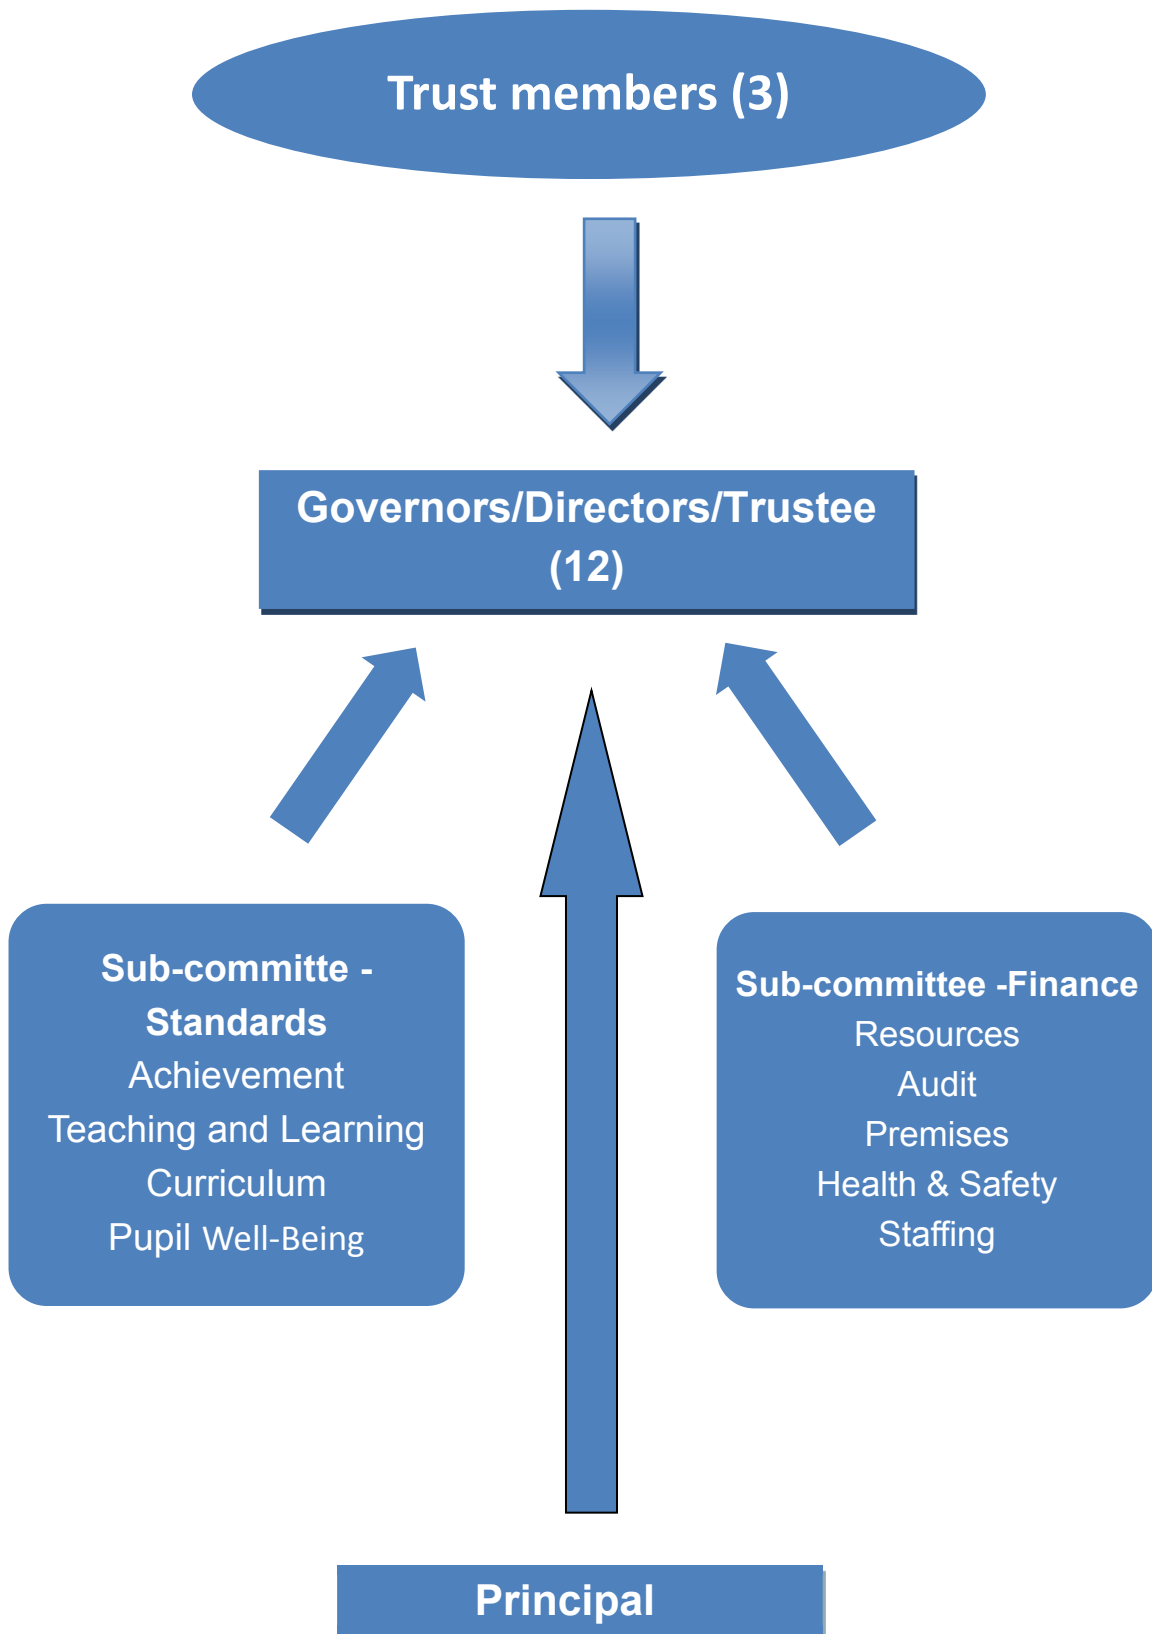 Trust members (3)
Governors/Directors/Trustee
(12)
Sub-committe -
Standards
Achievement
Teaching and Learning
Curriculum
Pupil Well-Being
Sub-committee -Finance
Resources
Audit
Premises
Health & Safety
Staffing
Principal